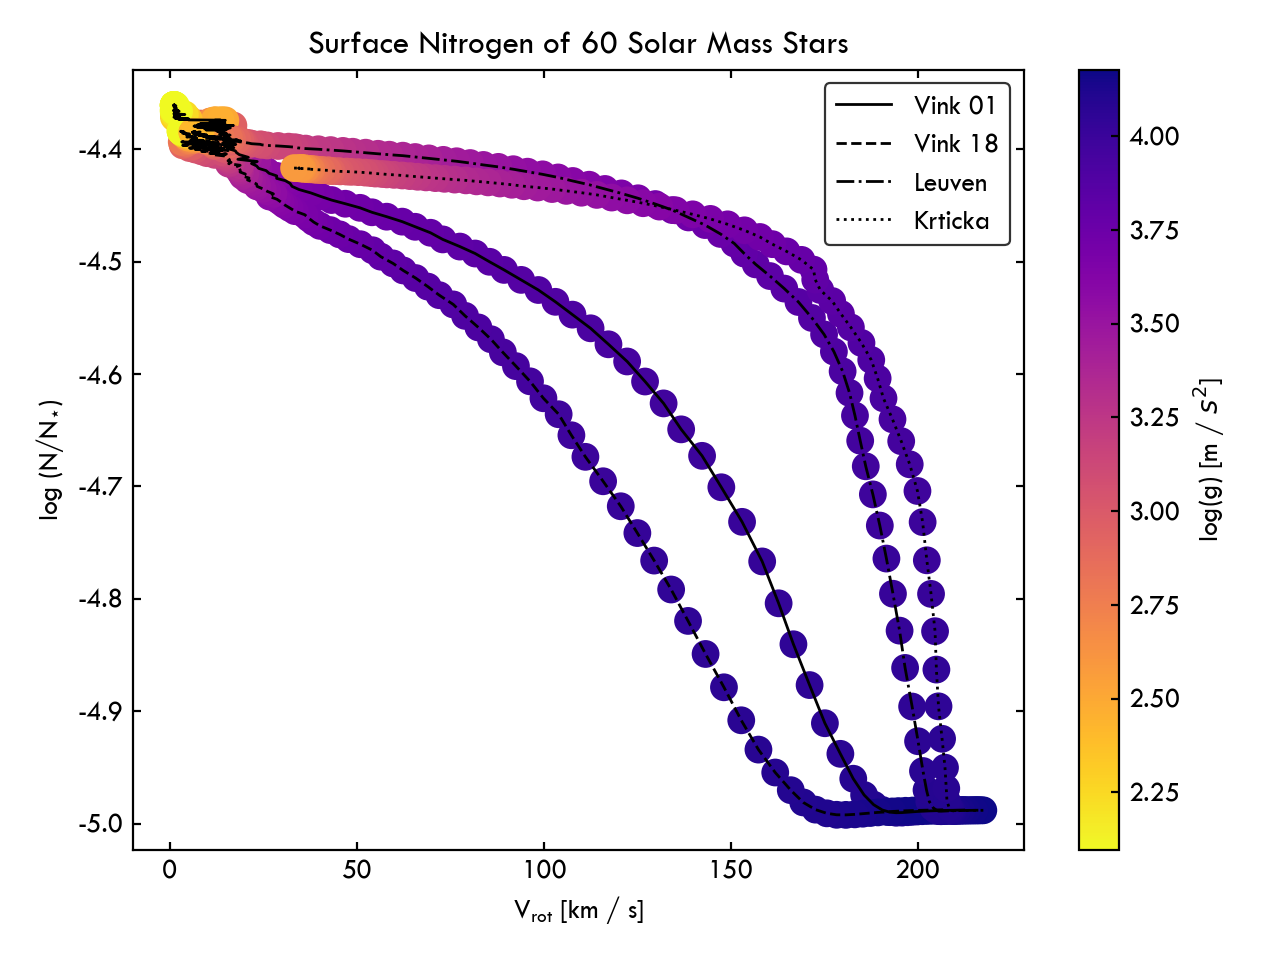 Surface Nitrogen of 60 Solar Mass Stars
Vink 01
Vink 18
Leuven
Krticka
-4.4
-4.5
-4.6
-4.7
-4.8
-4.9
-5.0
log (N/N⋆)
0
50
100
150
200
V_rot [km / s]
4.00
3.75
3.50
3.25
3.00
2.75
2.50
2.25
log(g) [m / s²]